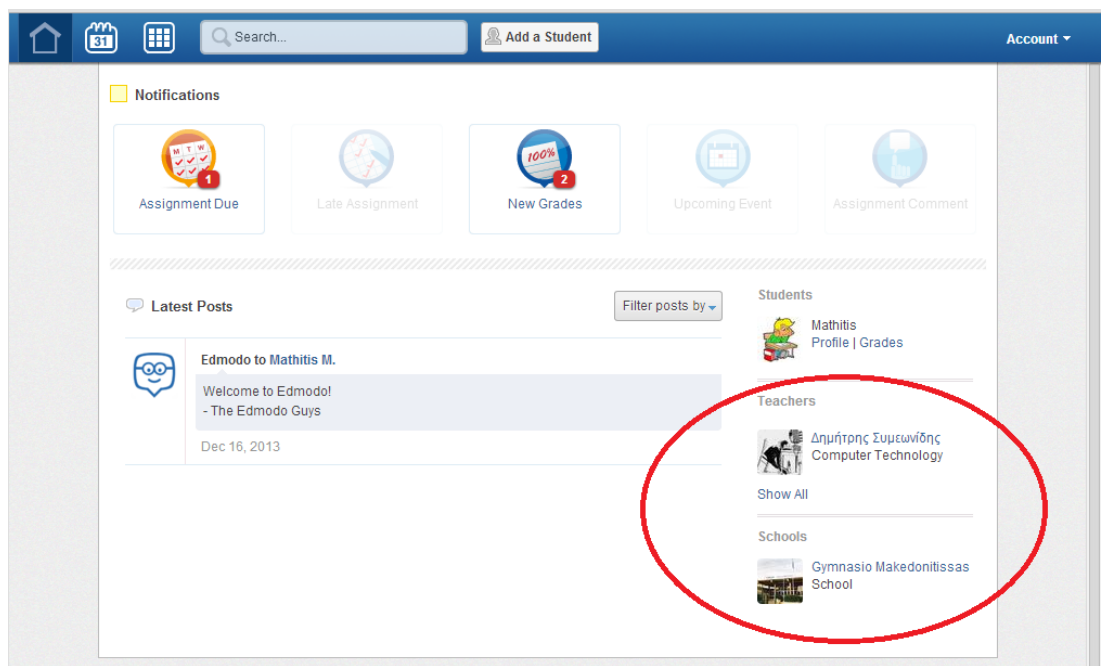 31
Search...
Add a Student
Account
Notifications
M T W
1
Assignment Due
Late Assignment
100%
2
New Grades
Upcoming Event
Assignment Comment
Latest Posts
Filter posts by
Edmodo to Mathitis M.
Welcome to Edmodo!
- The Edmodo Guys
Dec 16, 2013
Students
Mathitis
Profile | Grades
Teachers
Δημήτρης Συμεωνίδης
Computer Technology
Show All
Schools
Gymnasio Makedonitissas
School